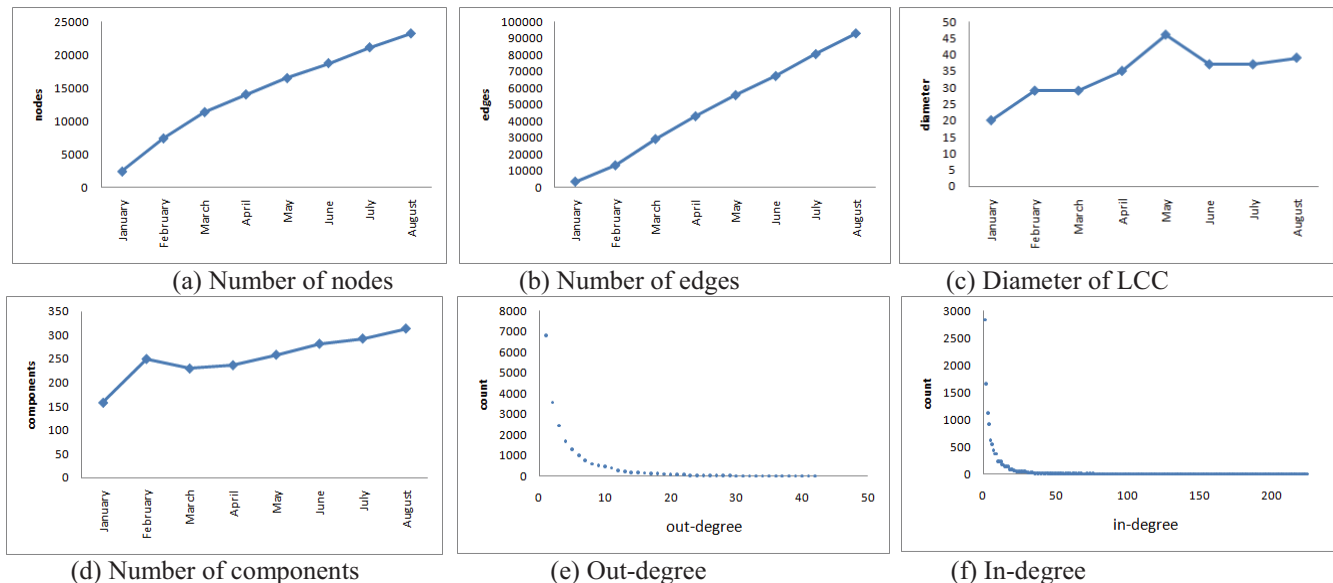 25000
20000
15000
10000
5000
0
nodes
January
February
March
April
May
June
July
August
(a) Number of nodes
100000
90000
80000
70000
60000
50000
40000
30000
20000
10000
0
edges
January
February
March
April
May
June
July
August
(b) Number of edges
50
45
40
35
30
25
20
15
10
5
0
diameter
January
February
March
April
May
June
July
August
(c) Diameter of LCC
350
300
250
200
150
100
50
0
components
January
February
March
April
May
June
July
August
(d) Number of components
8000
7000
6000
5000
4000
3000
2000
1000
0
count
0 10 20 30 40 50
out-degree
(e) Out-degree
3000
2500
2000
1500
1000
500
0
count
0 50 100 150 200
in-degree
(f) In-degree